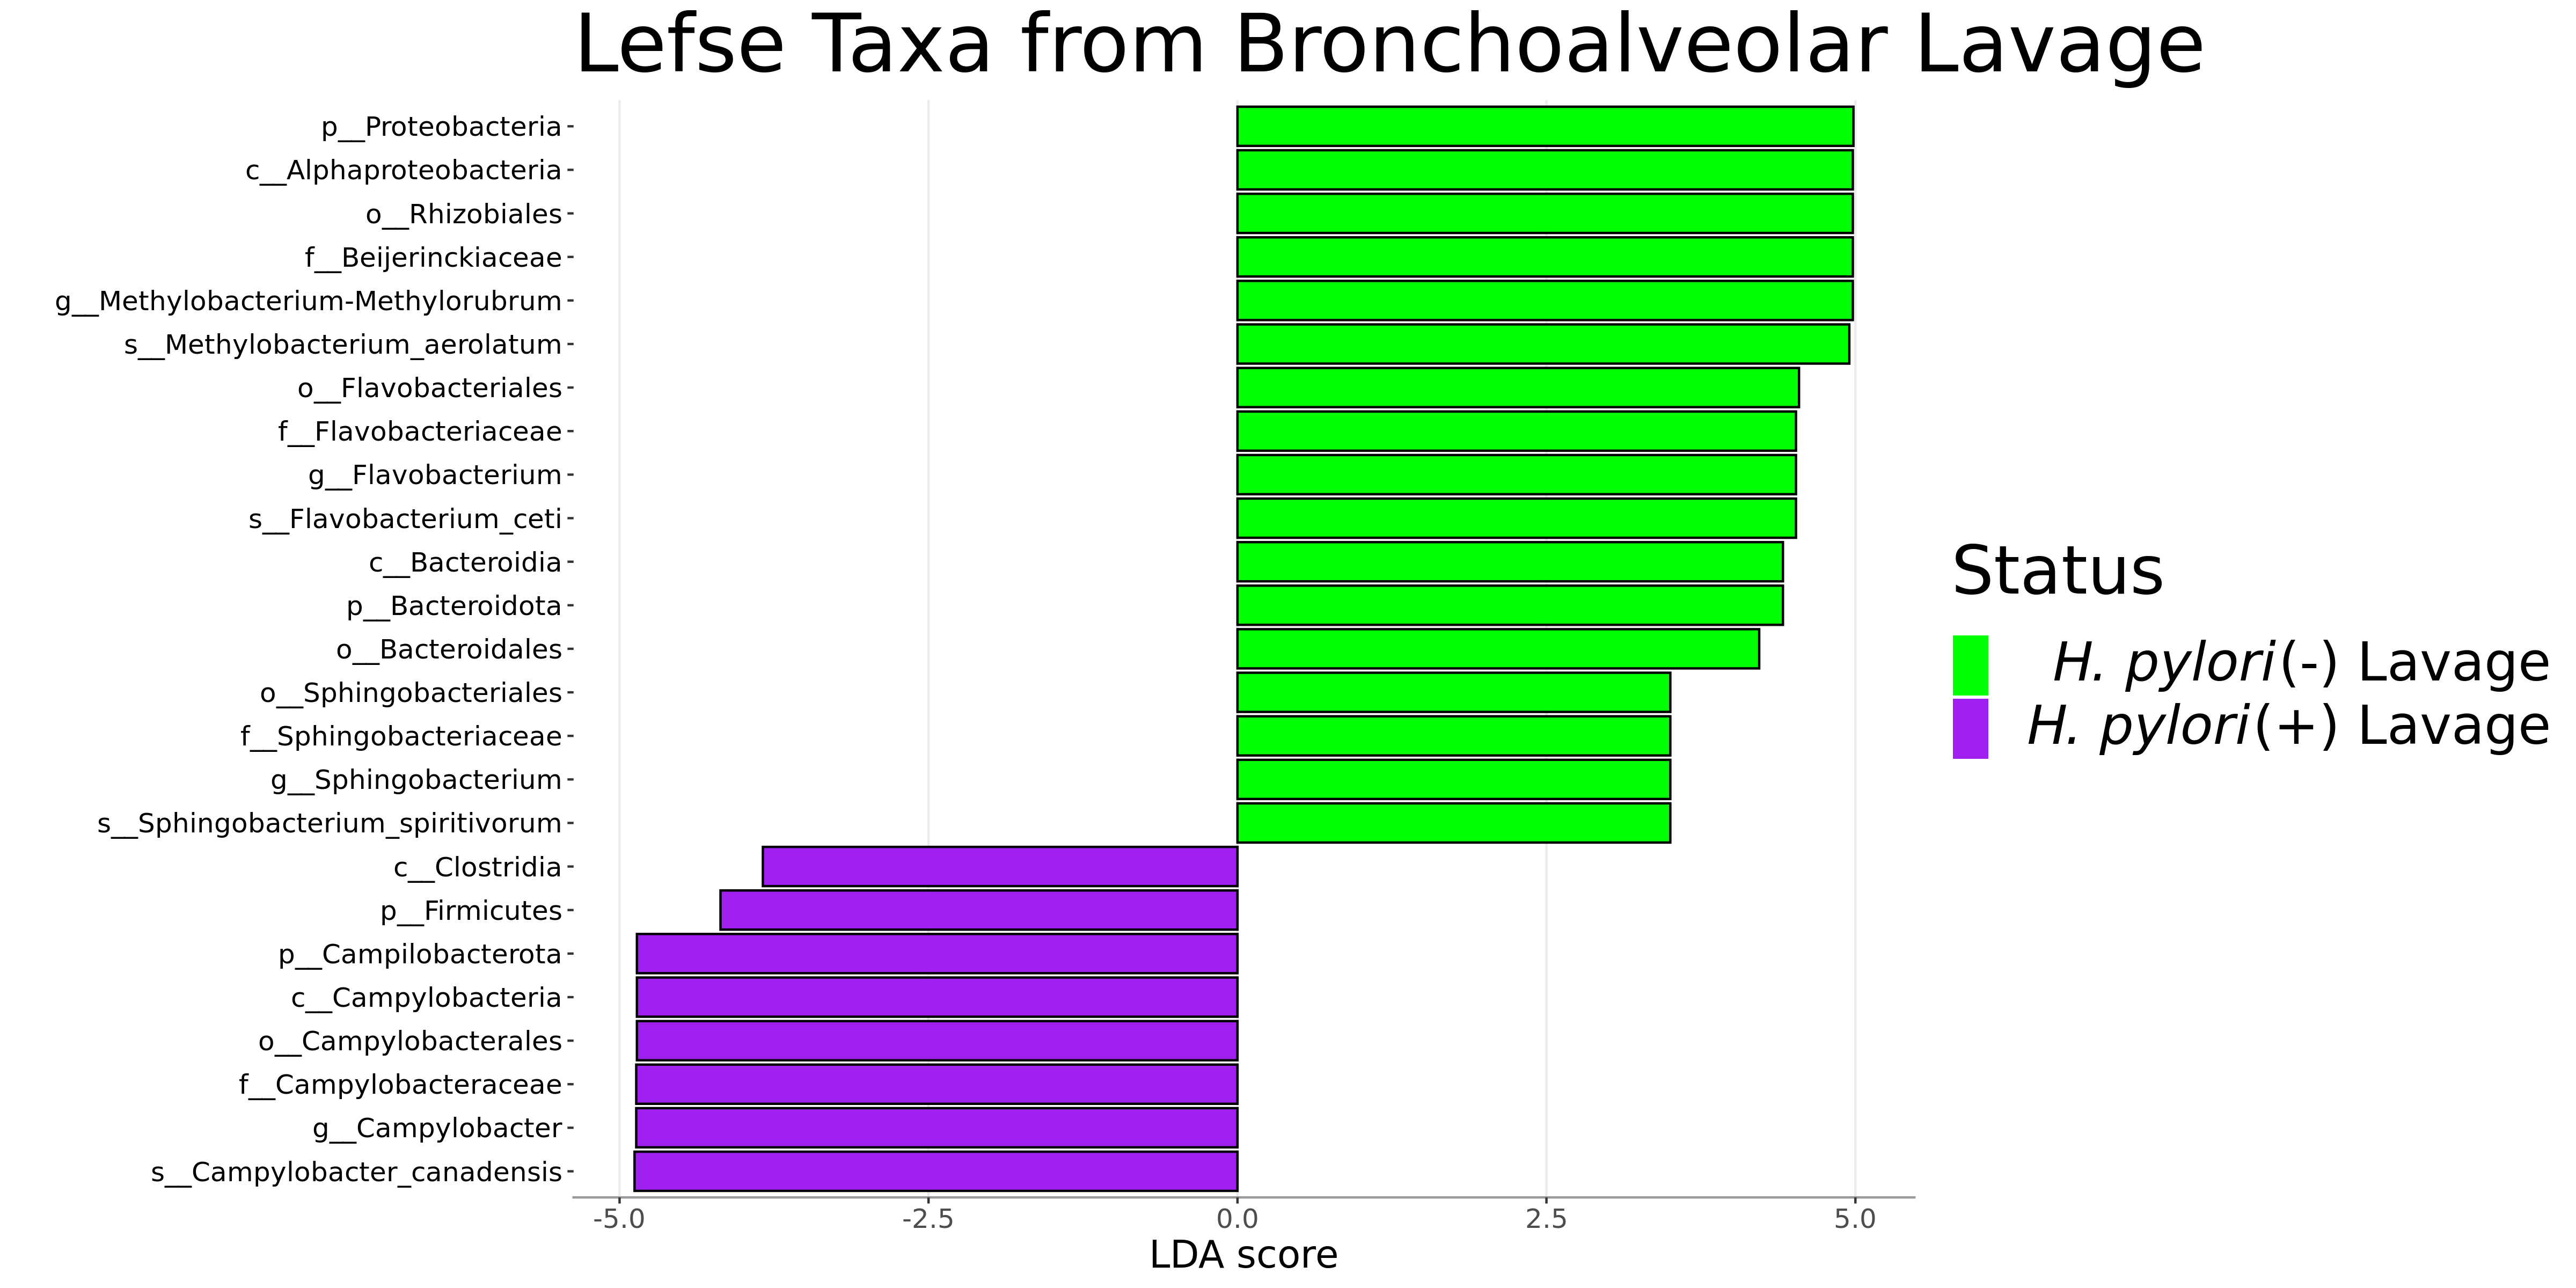 Lefse Taxa from Bronchoalveolar Lavage
p__Proteobacteria
c__Alphaproteobacteria
o__Rhizobiales
f__Beijerinckiaceae
g__Methylobacterium-Methylorubrum
s__Methylobacterium_aerolatum
o__Flavobacteriales
f__Flavobacteriaceae
g__Flavobacterium
s__Flavobacterium_ceti
c__Bacteroidia
p__Bacteroidota
o__Bacteroidales
o__Sphingobacteriales
f__Sphingobacteriaceae
g__Sphingobacterium
s__Sphingobacterium_spiritivorum
c__Clostridia
p__Firmicutes
p__Campilobacterota
c__Campylobacteria
o__Campylobacterales
f__Campylobacteraceae
g__Campylobacter
s__Campylobacter_canadensis
-5.0 -2.5 0.0 2.5 5.0
LDA score
Status
H. pylori(-) Lavage
H. pylori(+) Lavage